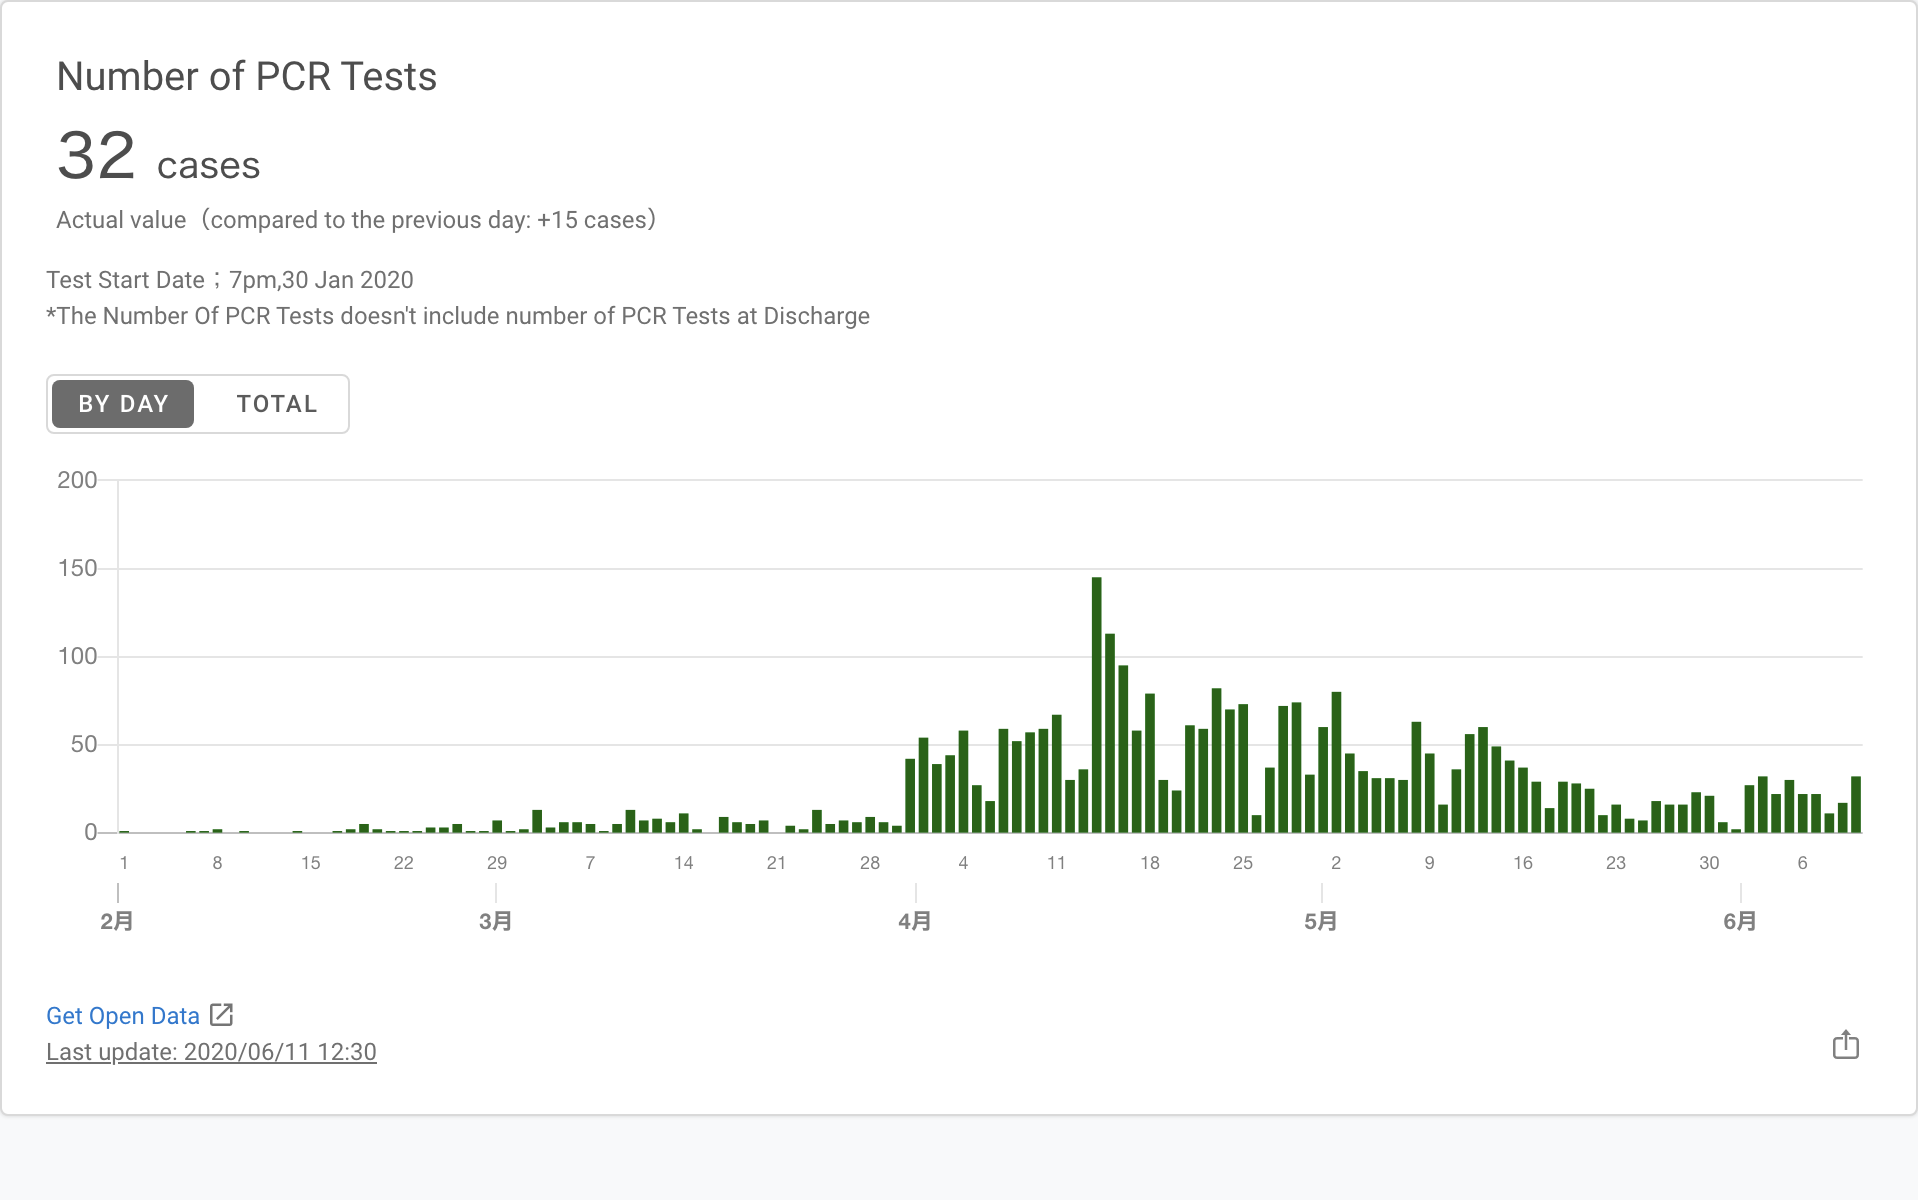 Number of PCR Tests
32 cases
Actual value（compared to the previous day: +15 cases）
Test Start Date；7pm,30 Jan 2020
*The Number Of PCR Tests doesn't include number of PCR Tests at Discharge
BY DAY TOTAL
200
150
100
50
0
1 8 15 22 29 7 14 21 28 4 11 18 25 2 9 16 23 30 6
2月 3月 4月 5月 6月
Get Open Data
Last update: 2020/06/11 12:30